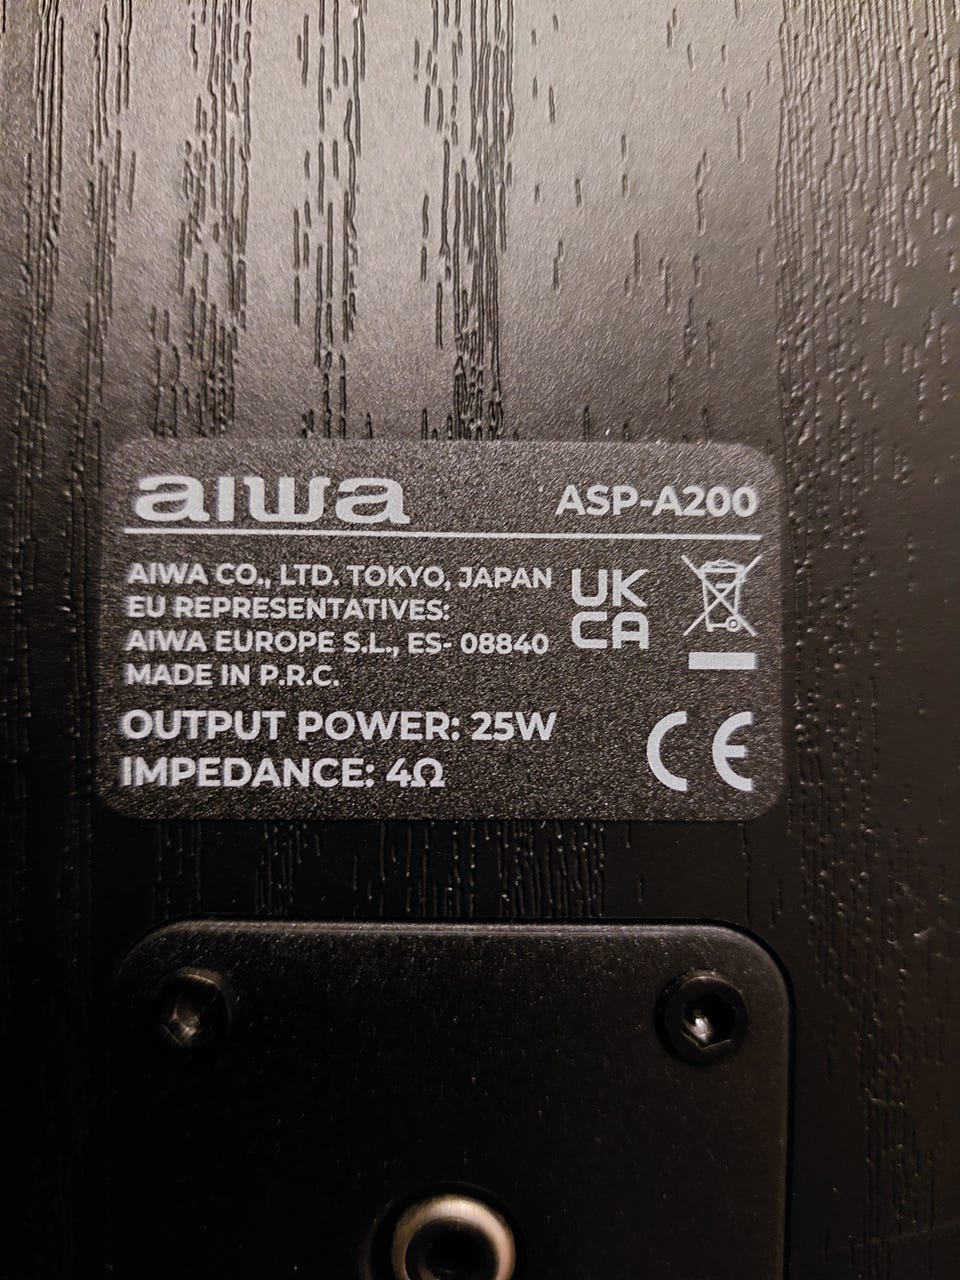 aiwa ASP-A200
AIWA CO., LTD. TOKYO, JAPAN
EU REPRESENTATIVES:
AIWA EUROPE S.L., ES- 08840
MADE IN P.R.C.
UK
CA
OUTPUT POWER: 25W
IMPEDANCE: 4Ω
CE